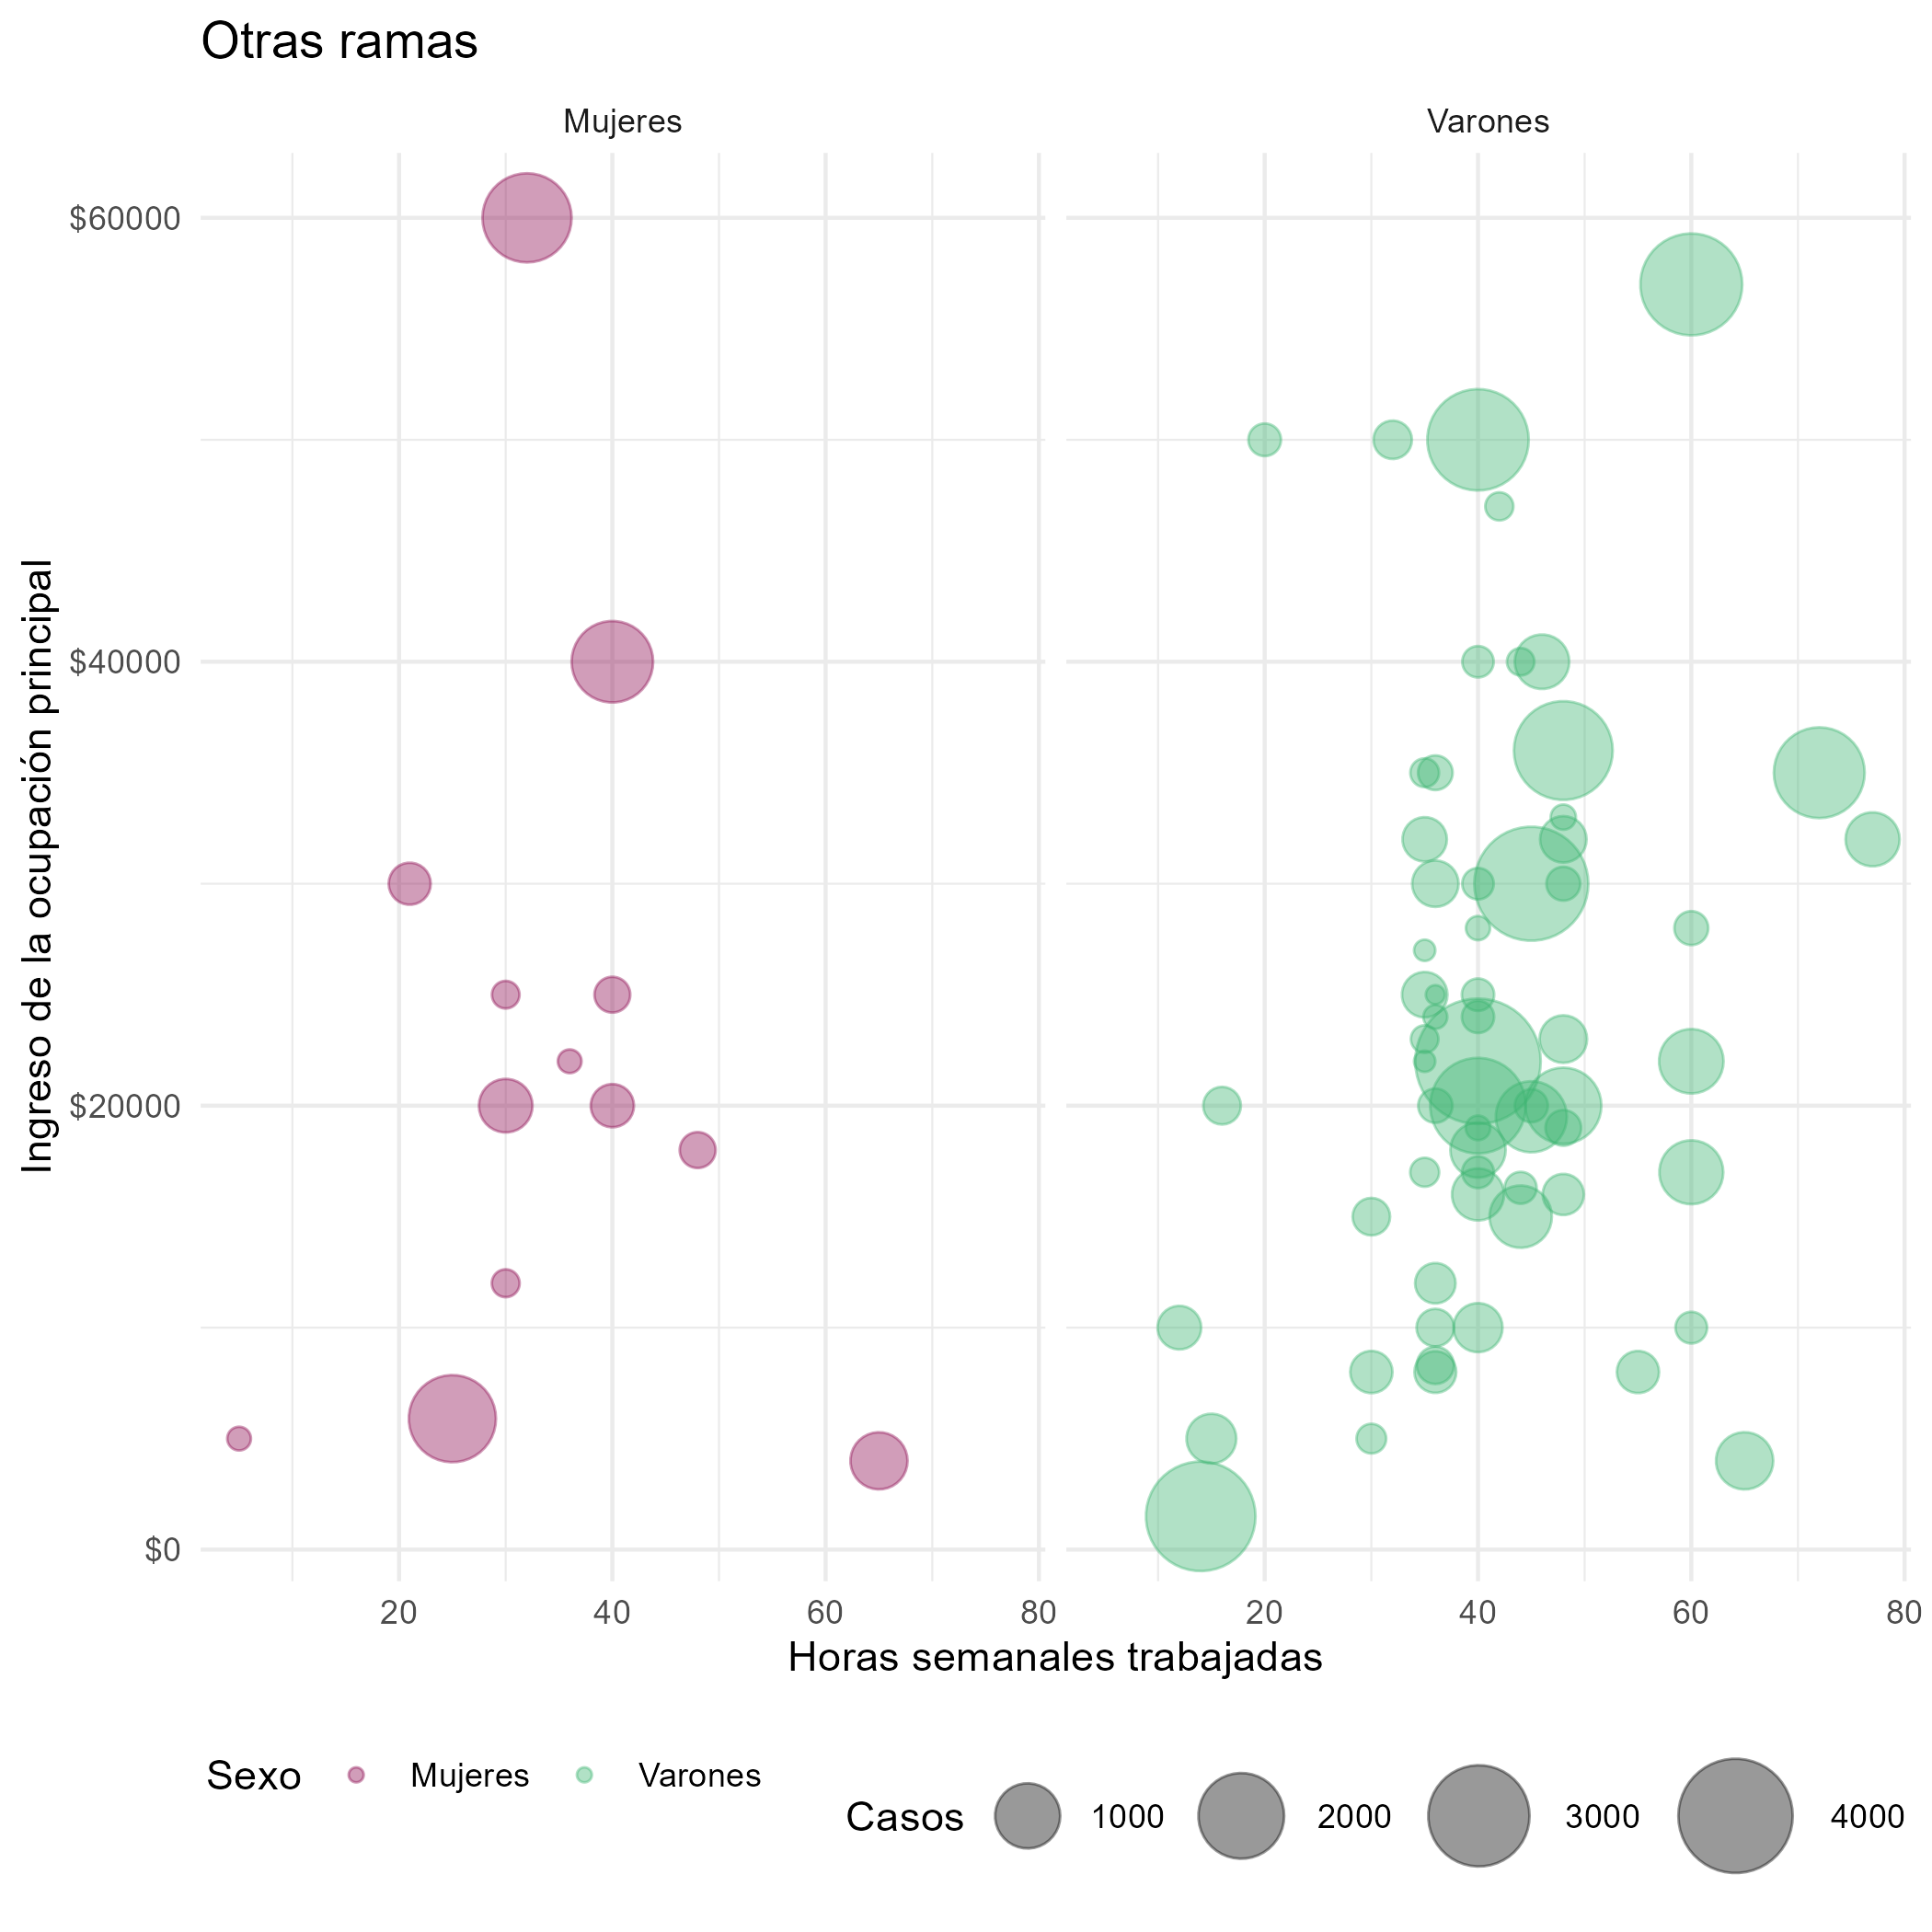 Otras ramas
Mujeres
Varones
Ingreso de la ocupación principal
$60000
$40000
$20000
$0
20 40 60 80
20 40 60 80
Horas semanales trabajadas
Sexo Mujeres Varones
Casos 1000 2000 3000 4000